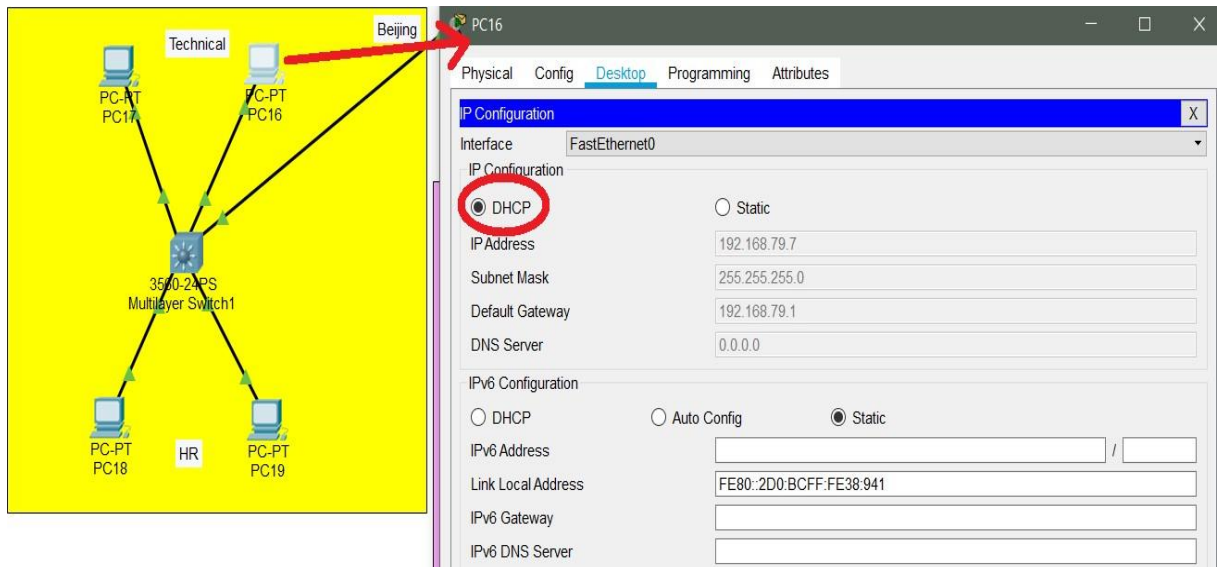 Technical
Beijing
PC-PT
PC17
PC-PT
PC16
3560-24PS
Multilayer Switch1
PC-PT
PC18
HR
PC-PT
PC19
PC16
Physical Config Desktop Programming Attributes
IP Configuration X
Interface FastEthernet0
IP Configuration
DHCP Static
IP Address 192.168.79.7
Subnet Mask 255.255.255.0
Default Gateway 192.168.79.1
DNS Server 0.0.0.0
IPv6 Configuration
DHCP Auto Config Static
IPv6 Address /
Link Local Address FE80::2D0:BCFF:FE38:941
IPv6 Gateway
IPv6 DNS Server